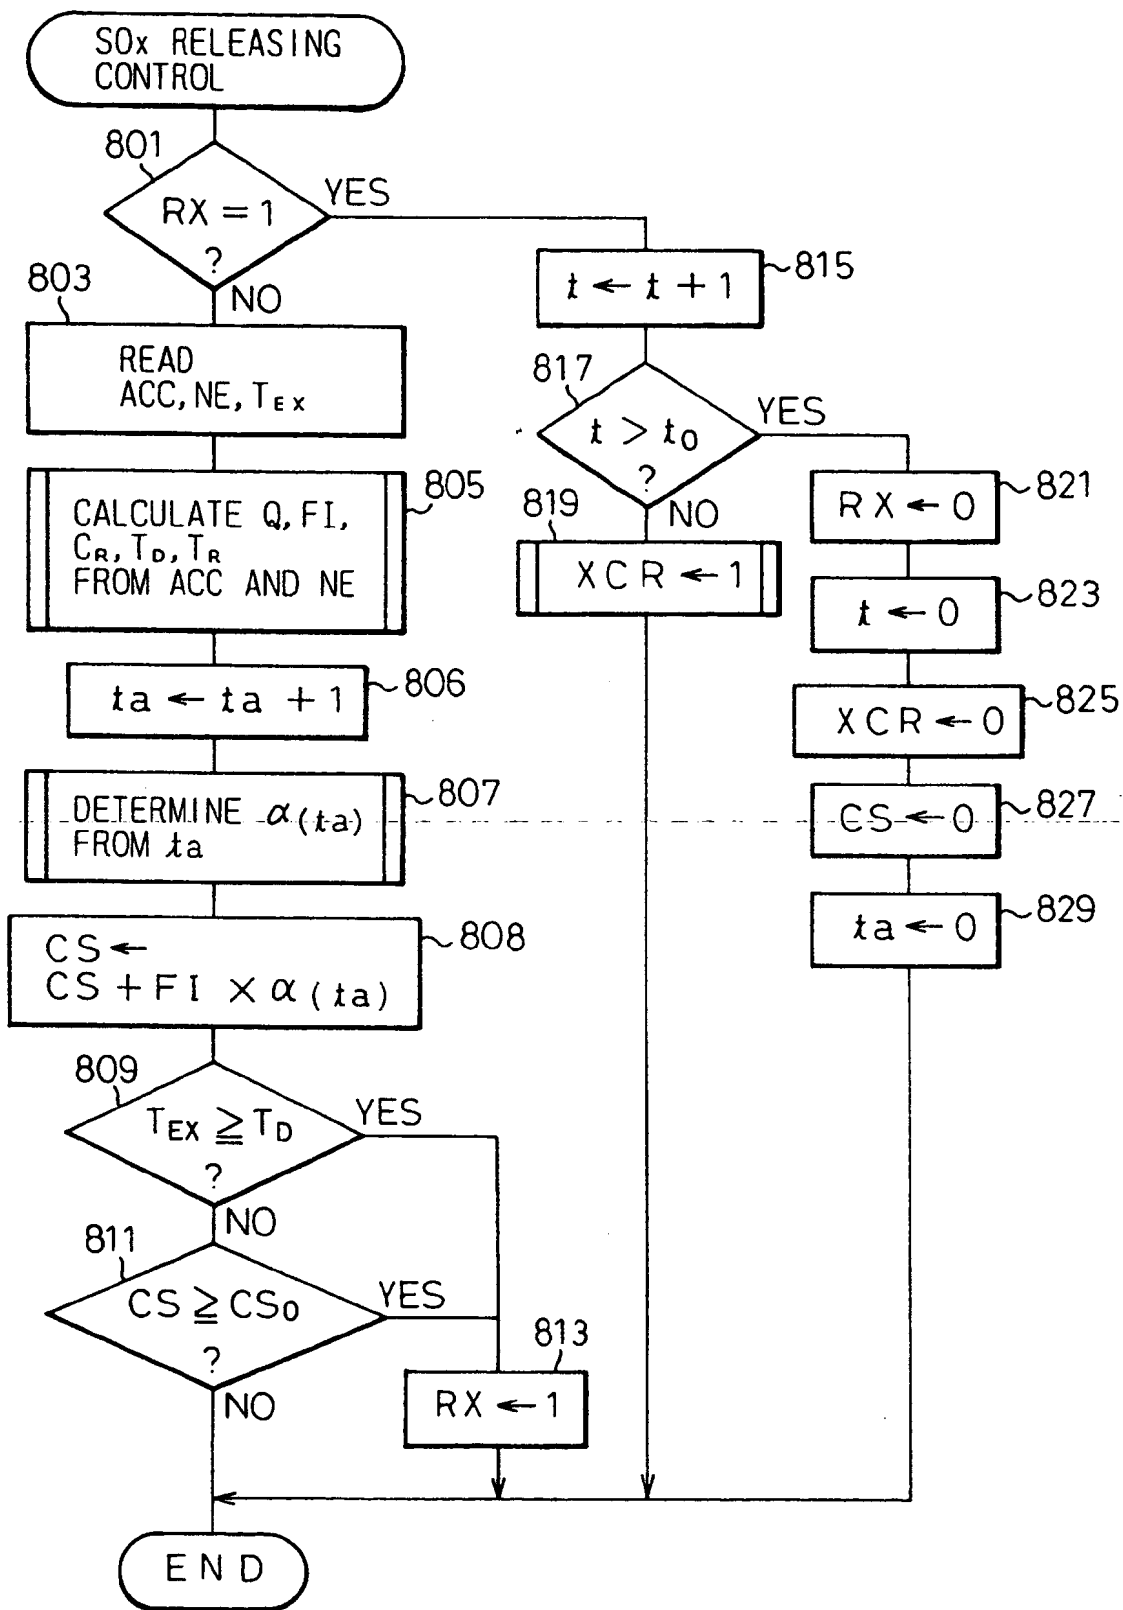 SOx RELEASING
CONTROL
801
RX = 1
?
YES
NO
803
READ
ACC, NE, TEX
805
CALCULATE Q, FI,
CR, TD, TR
FROM ACC AND NE
806
ta ← ta + 1
807
DETERMINE α(ta)
FROM ta
808
CS ←
CS + FI × α(ta)
809
TEX ≧ TD
?
YES
NO
811
CS ≧ CS0
?
YES
NO
813
RX ← 1
815
t ← t + 1
817
t > t0
?
YES
NO
819
XCR ← 1
821
RX ← 0
823
t ← 0
825
XCR ← 0
827
CS ← 0
829
ta ← 0
END